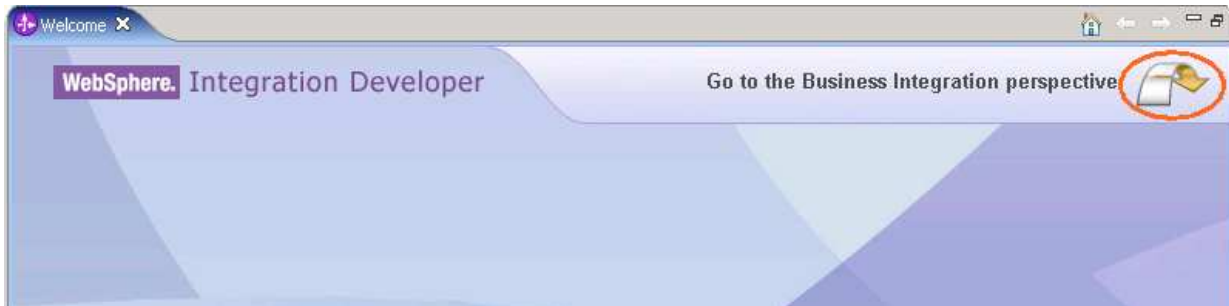 Welcome
WebSphere. Integration Developer
Go to the Business Integration perspective